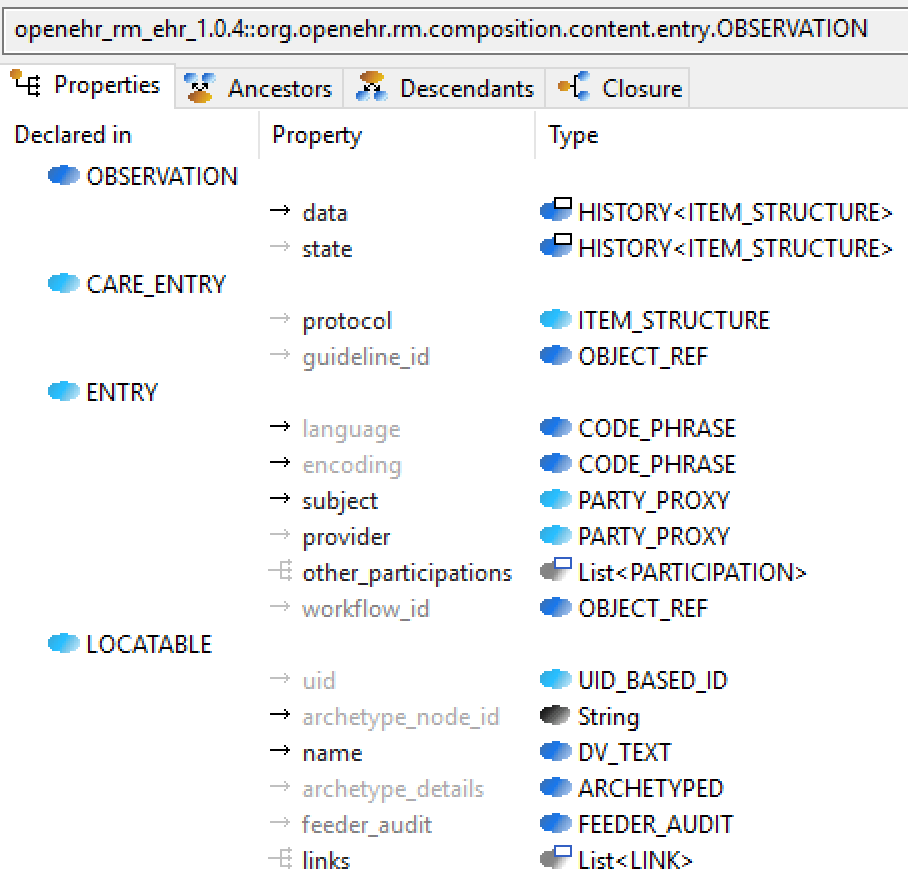 openehr_rm_ehr_1.0.4::org.openehr.rm.composition.content.entry.OBSERVATION
Properties Ancestors Descendants Closure
Declared in Property Type
OBSERVATION
data HISTORY<ITEM_STRUCTURE>
state HISTORY<ITEM_STRUCTURE>
CARE_ENTRY
protocol ITEM_STRUCTURE
guideline_id OBJECT_REF
ENTRY
language CODE_PHRASE
encoding CODE_PHRASE
subject PARTY_PROXY
provider PARTY_PROXY
other_participations List<PARTICIPATION>
workflow_id OBJECT_REF
LOCATABLE
uid UID_BASED_ID
archetype_node_id String
name DV_TEXT
archetype_details ARCHETYPED
feeder_audit FEEDER_AUDIT
links List<LINK>